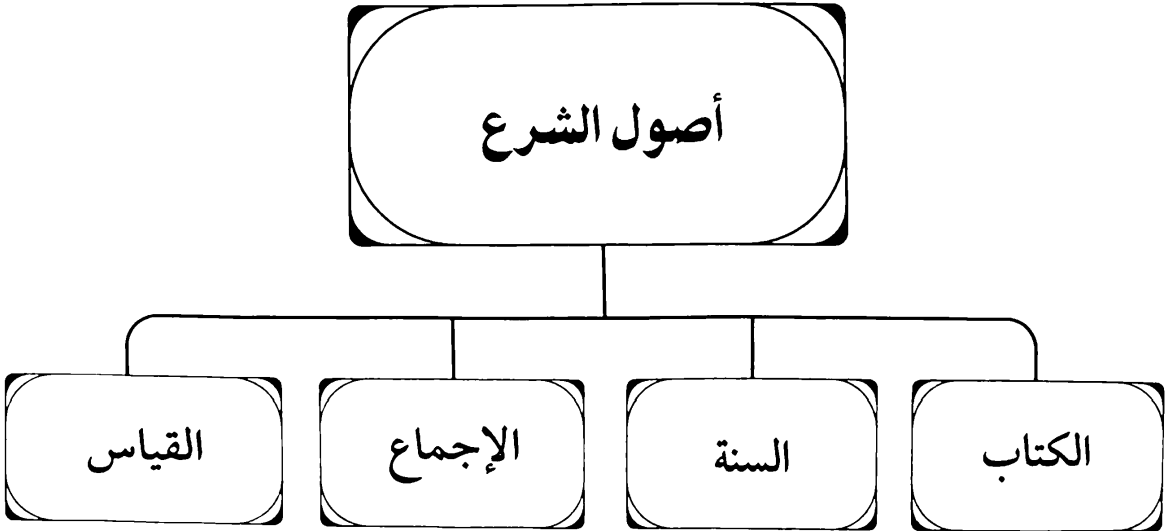 أصول الشرع
الكتاب
السنة
الإجماع
القياس